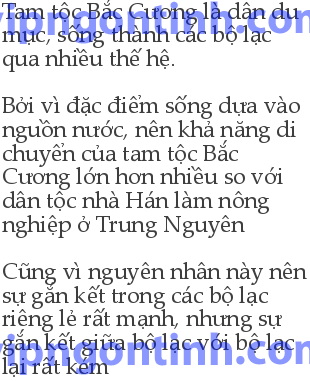 Tam tộc Bắc Cương là dân du
mục, sống thành các bộ lạc
qua nhiều thế hệ.
Bởi vì đặc điểm sống dựa vào
nguồn nước, nên khả năng di
chuyển của tam tộc Bắc
Cương lớn hơn nhiều so với
dân tộc nhà Hán làm nông
nghiệp ở Trung Nguyên
Cũng vì nguyên nhân này nên
sự gắn kết trong các bộ lạc
riêng lẻ rất mạnh, nhưng sự
gắn kết giữa bộ lạc với bộ lạc
lại rất kém